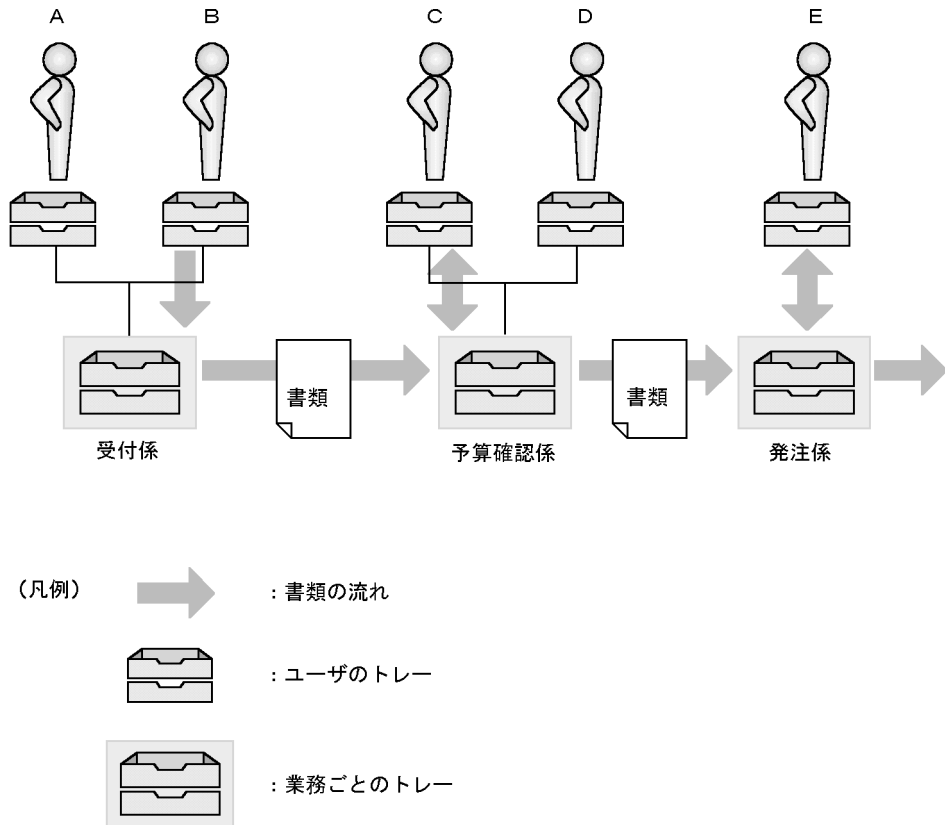 A B C D E
書類 書類
受付係 予算確認係 発注係
(凡例) : 書類の流れ
: ユーザのトレー
: 業務ごとのトレー